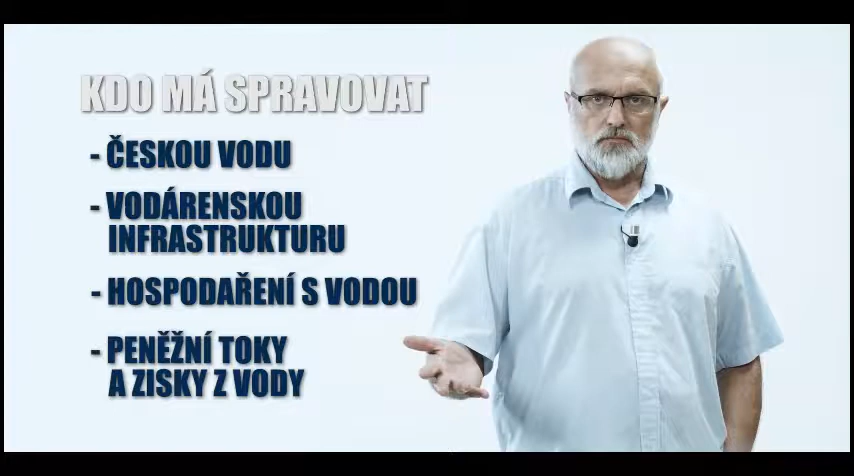 KDO MÁ SPRAVOVAT
- ČESKOU VODU
- VODÁRENSKOU
INFRASTRUKTURU
- HOSPODAŘENÍ S VODOU
- PENĚŽNÍ TOKY
A ZISKY Z VODY